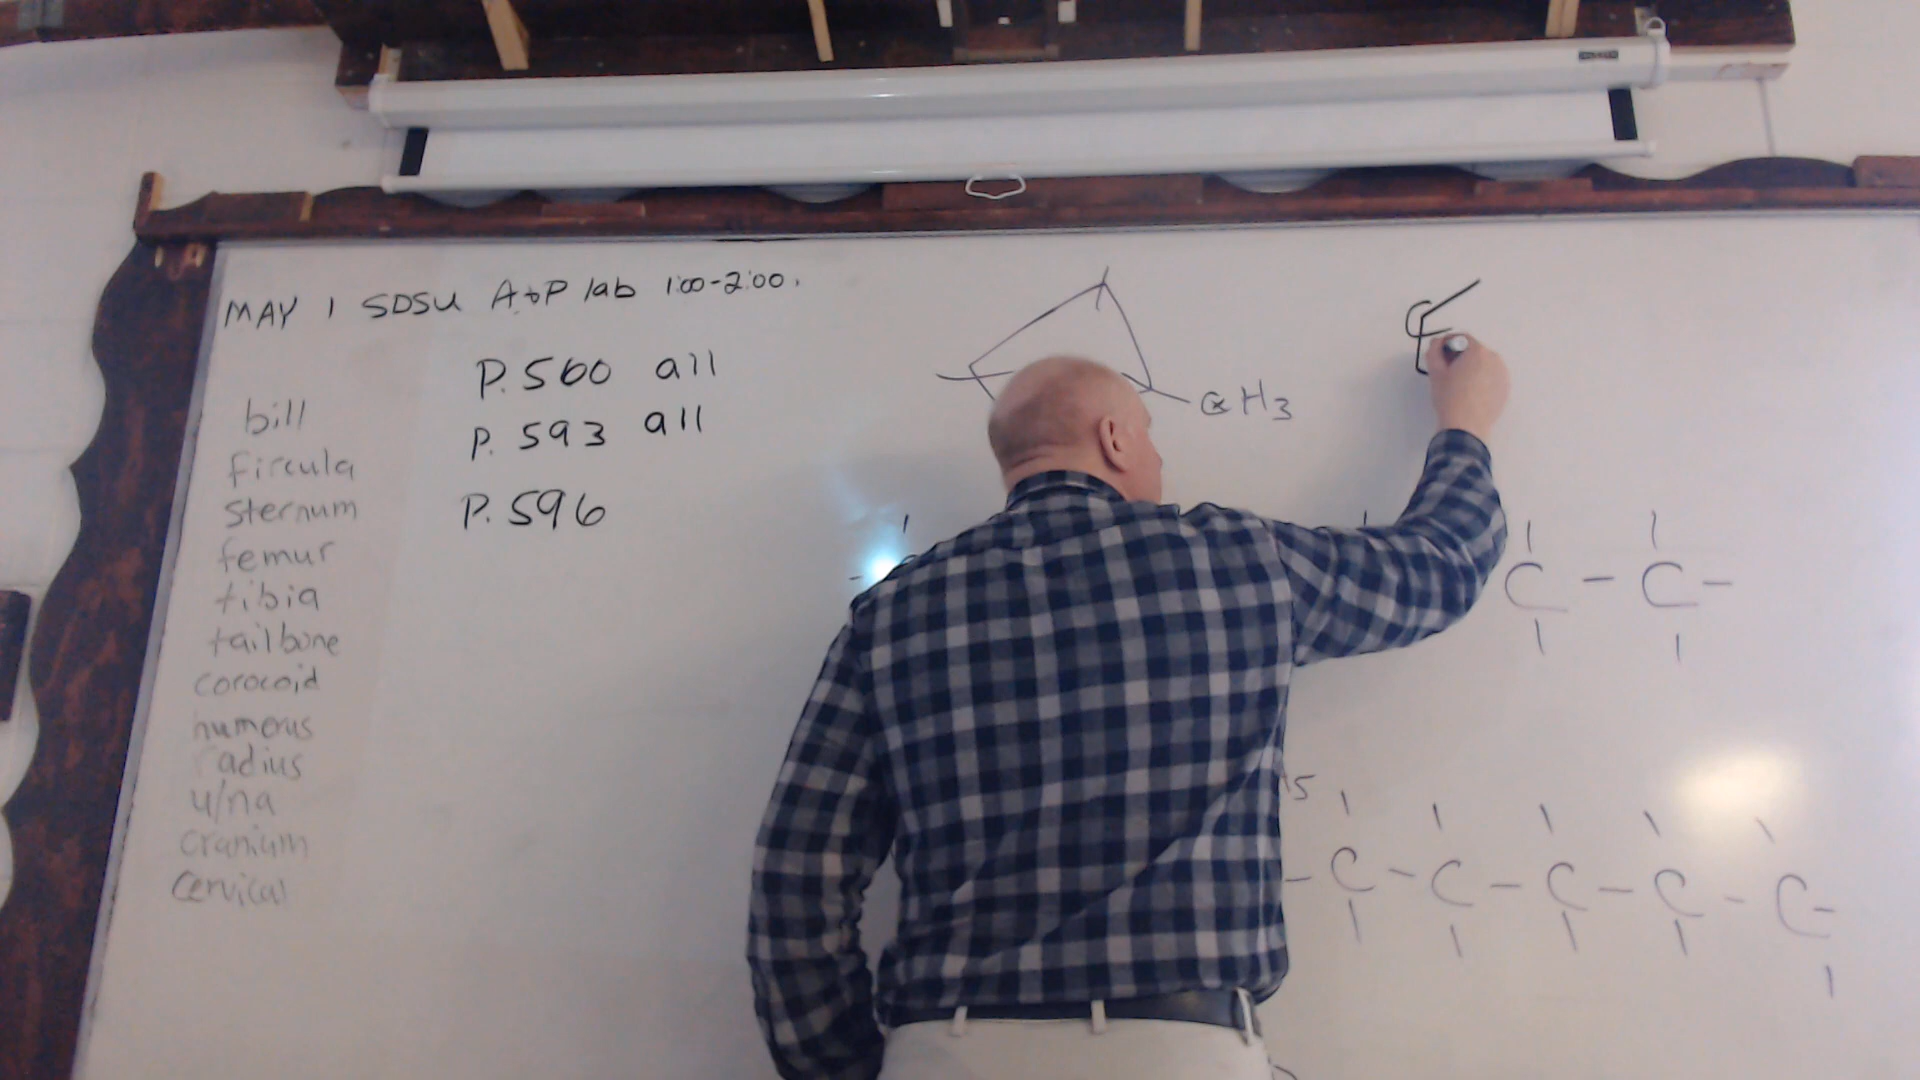 MAY 1 SDSU A+P lab 1:00-2:00.
P. 560 all
P. 593 all
P. 596
bill
fircula
sternum
femur
tibia
tailbone
corocoid
humerus
radius
ulna
cranium
cervical
CH3
C - C -
15
- C - C - C - C - C -